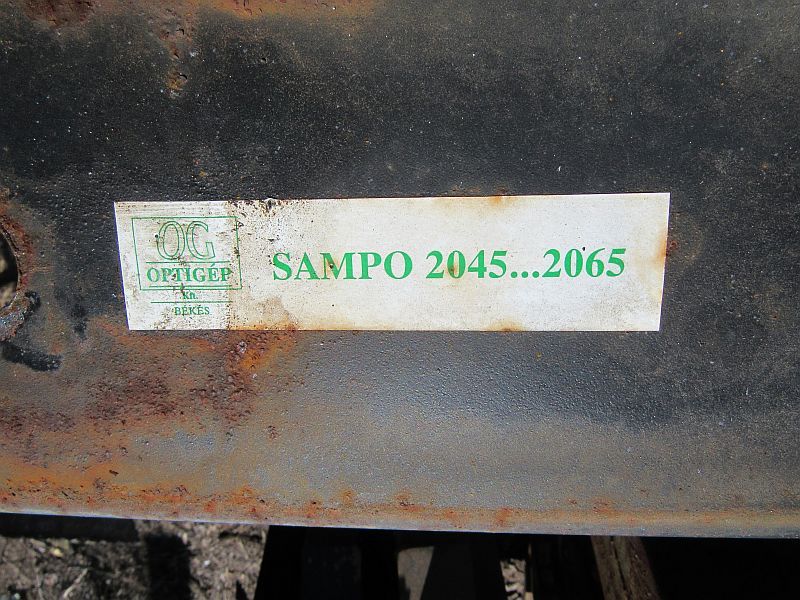 OG
OPTIGÉP
Kft.
BÉKÉS
SAMPO 2045...2065